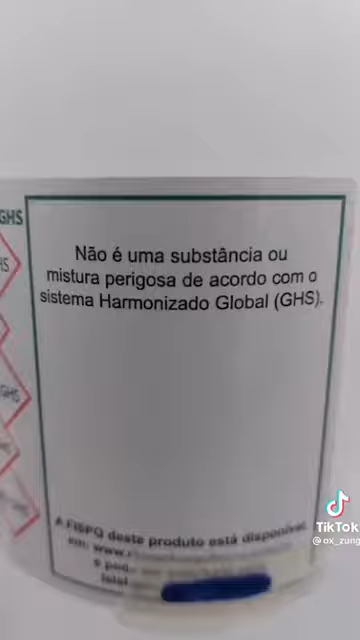 GHS
Não é uma substância ou
mistura perigosa de acordo com o
sistema Harmonizado Global (GHS).
GHS
A FISPQ deste produto está disponível
em: www.
TikTok